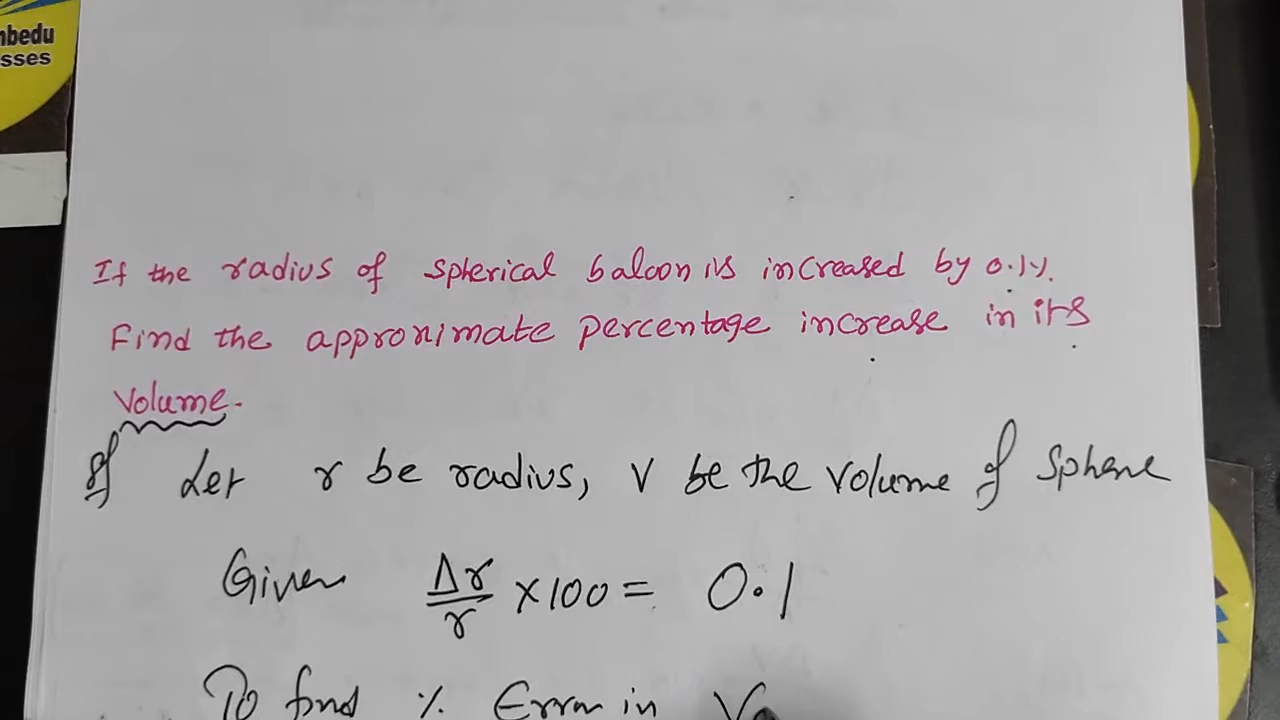 nbedu
sses
If the radius of spherical baloon is increased by 0.1%.
Find the approximate percentage increase in its
volume.
Let r be radius, V be the volume of sphere
Given Δr/r ×100 = 0.1
To find % Error in